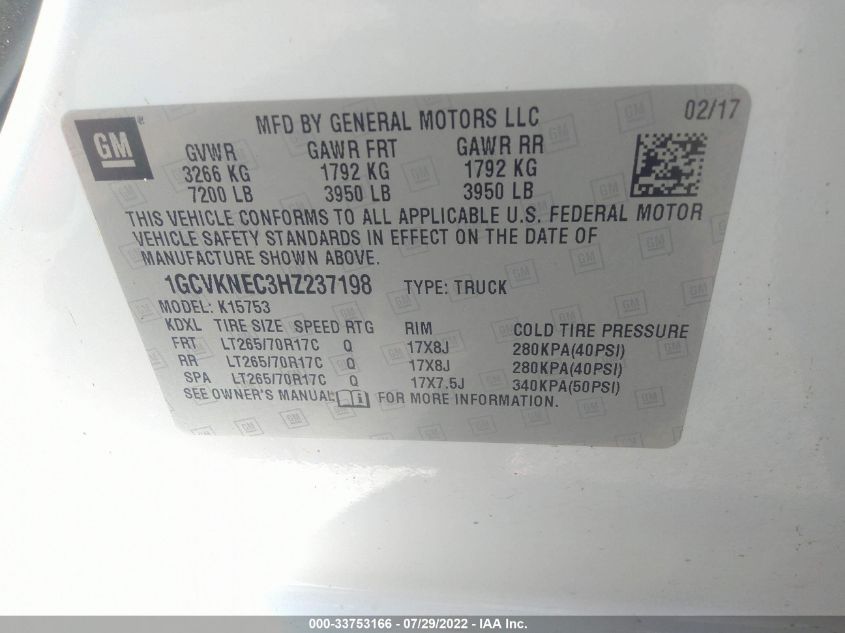 GM ® MFD BY GENERAL MOTORS LLC 02/17
GVWR GAWR FRT GAWR RR
3266 KG 1792 KG 1792 KG
7200 LB 3950 LB 3950 LB
THIS VEHICLE CONFORMS TO ALL APPLICABLE U.S. FEDERAL MOTOR
VEHICLE SAFETY STANDARDS IN EFFECT ON THE DATE OF
MANUFACTURE SHOWN ABOVE.
1GCVKNEC3HZ237198 TYPE: TRUCK
MODEL: K15753
KDXL TIRE SIZE SPEED RTG RIM COLD TIRE PRESSURE
FRT LT265/70R17C Q 17X8J 280KPA(40PSI)
RR LT265/70R17C Q 17X8J 280KPA(40PSI)
SPA LT265/70R17C Q 17X7.5J 340KPA(50PSI)
SEE OWNER'S MANUAL FOR MORE INFORMATION.
000-33753166 - 07/29/2022 - IAA Inc.